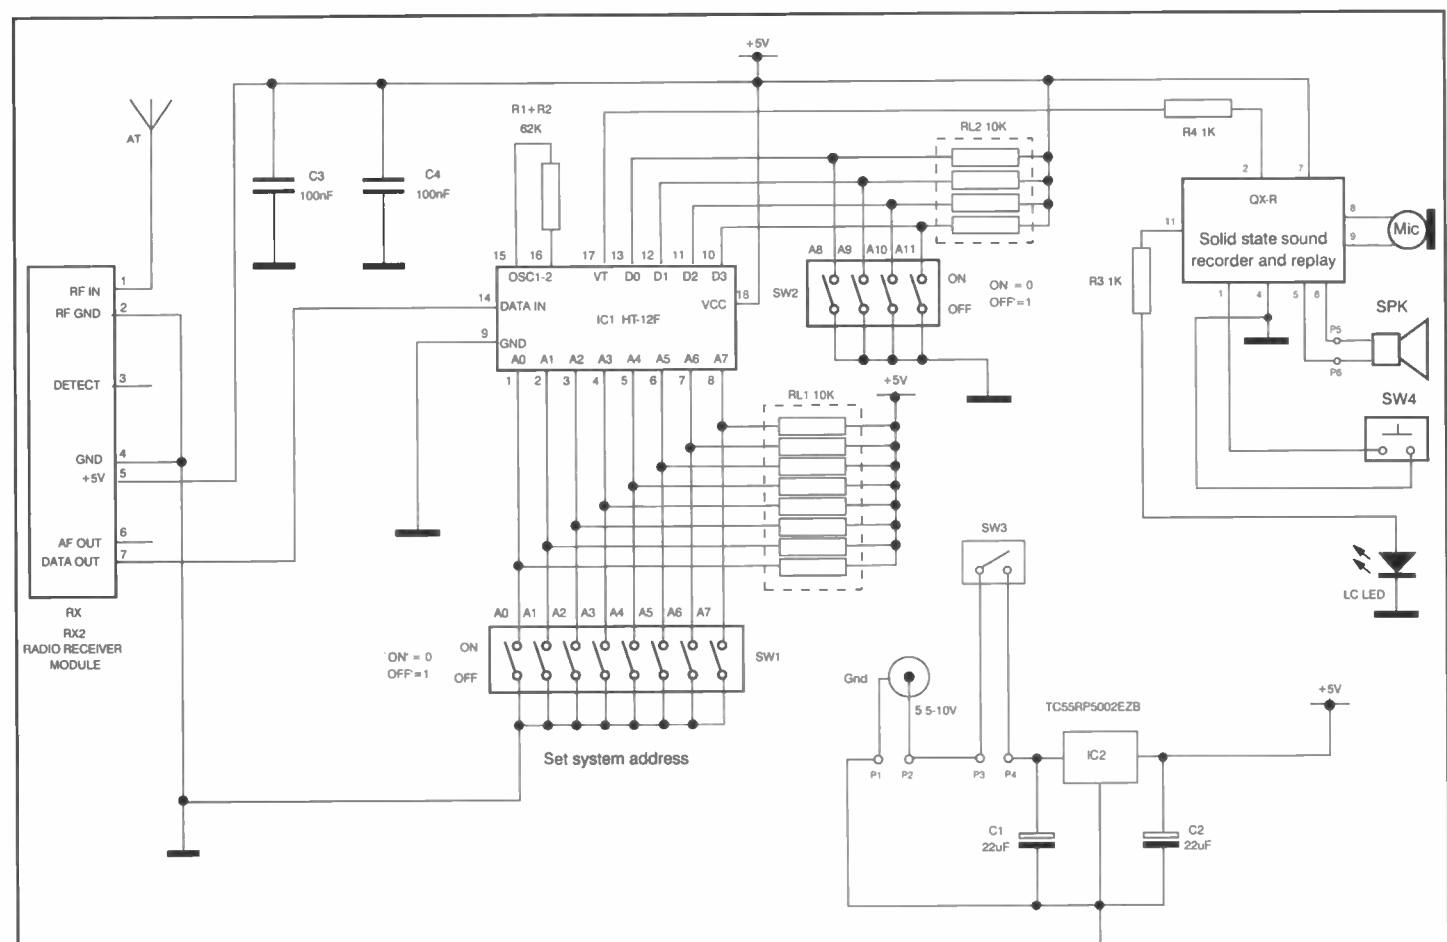 +5V
AT
C3
100nF
C4
100nF
R1+R2
62K
RL2 10K
R4 1K
2
7
QX-R
Solid state sound
recorder and replay
11
8
9
Mic
1
4
5
6
R3 1K
P5
P6
SPK
SW4
LC LED
15
16
17
13
12
11
10
OSC1-2
VT
D0
D1
D2
D3
14
DATA IN
VCC
18
IC1 HT-12F
9
GND
A0
A1
A2
A3
A4
A5
A6
A7
1
2
3
4
5
6
7
8
A8
A9
A10
A11
SW2
ON
OFF
ON = 0
OFF'=1
+5V
RL1 10K
RF IN
1
RF GND
2
DETECT
3
GND
4
+5V
5
AF OUT
6
DATA OUT
7
RX
RX2
RADIO RECEIVER
MODULE
A0
A1
A2
A3
A4
A5
A6
A7
'ON' = 0
OFF'=1
ON
OFF
SW1
Set system address
SW3
Gnd
5 5-10V
P1
P2
P3
P4
TC55RP5002EZB
IC2
+5V
C1
22uF
C2
22uF